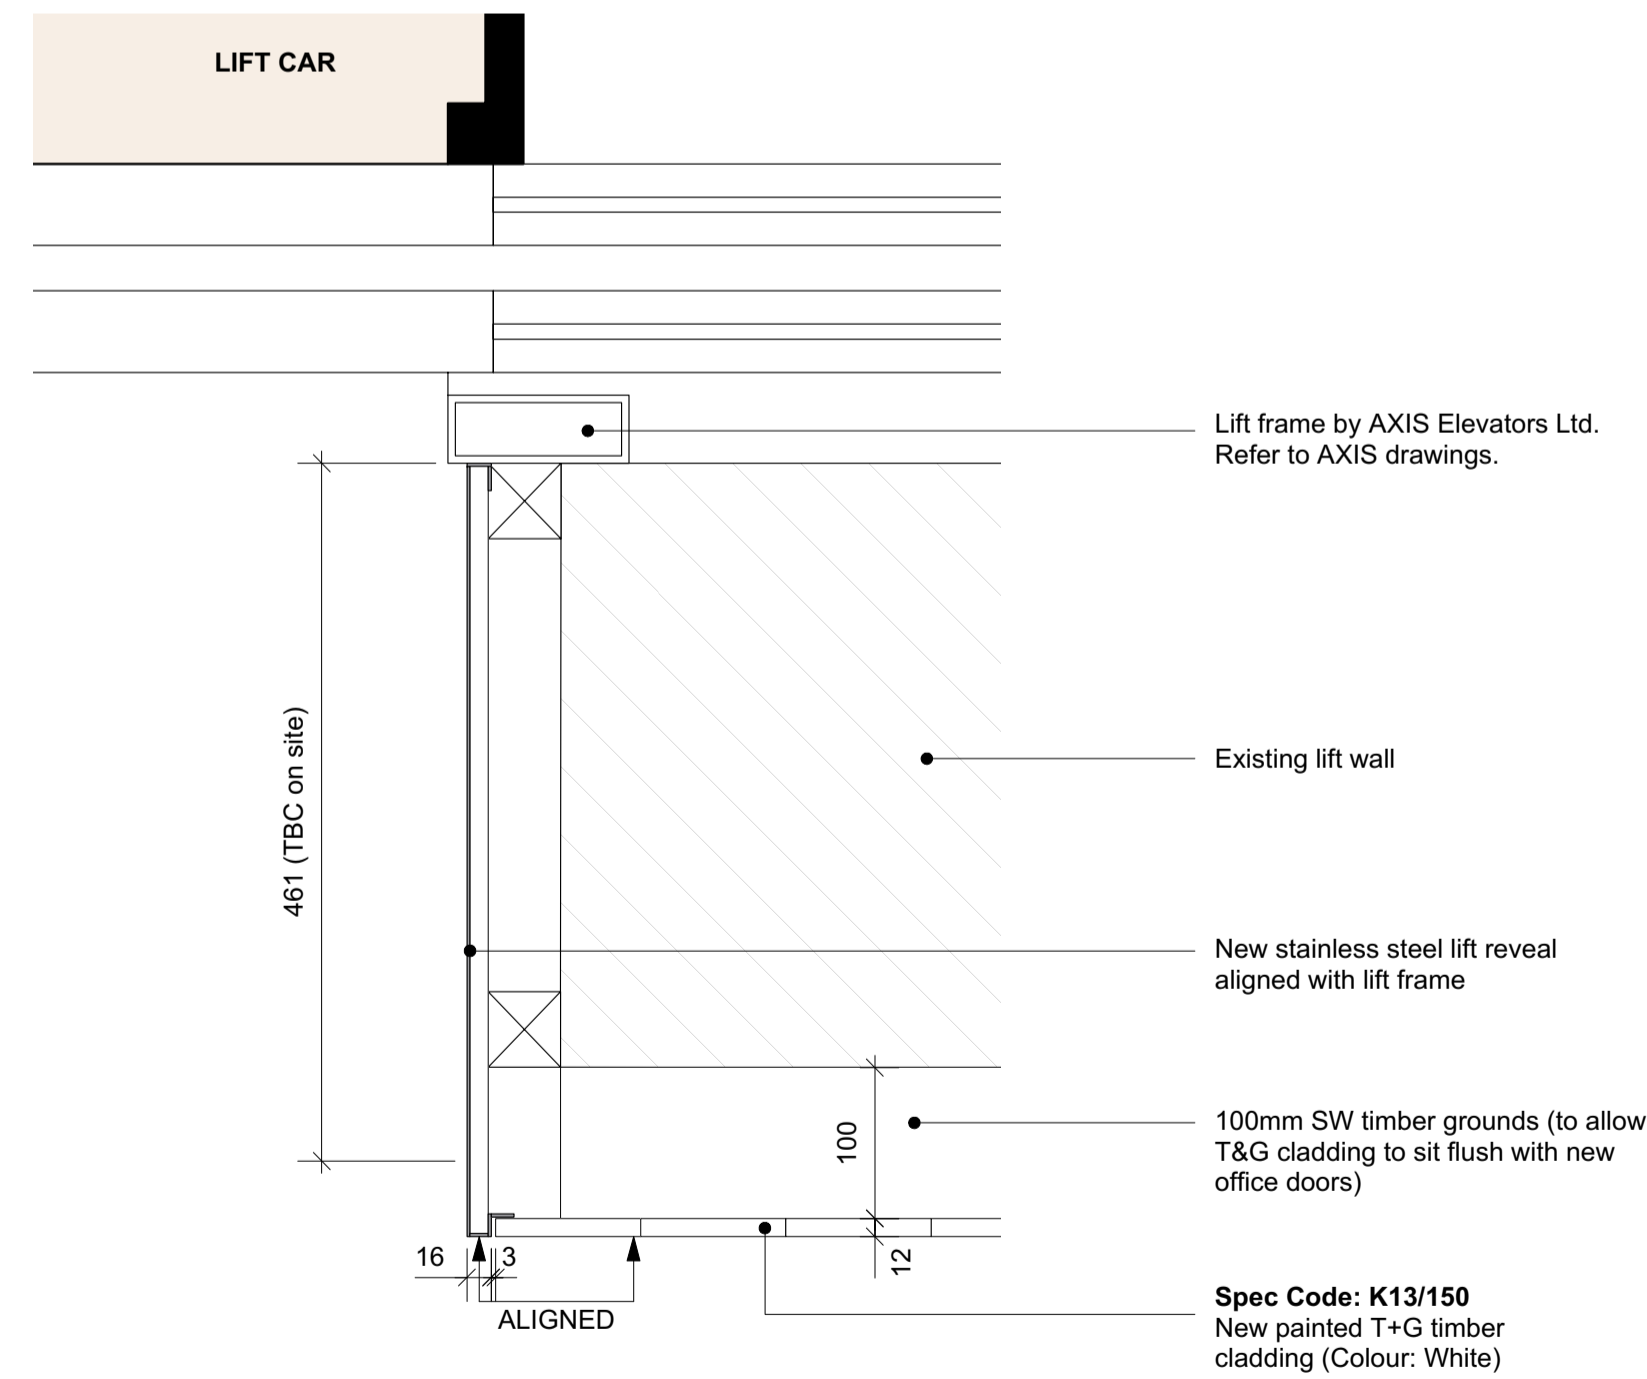 LIFT CAR
Lift frame by AXIS Elevators Ltd.
Refer to AXIS drawings.
461 (TBC on site)
Existing lift wall
New stainless steel lift reveal
aligned with lift frame
100
100mm SW timber grounds (to allow
T&G cladding to sit flush with new
office doors)
16
3
12
ALIGNED
Spec Code: K13/150
New painted T+G timber
cladding (Colour: White)